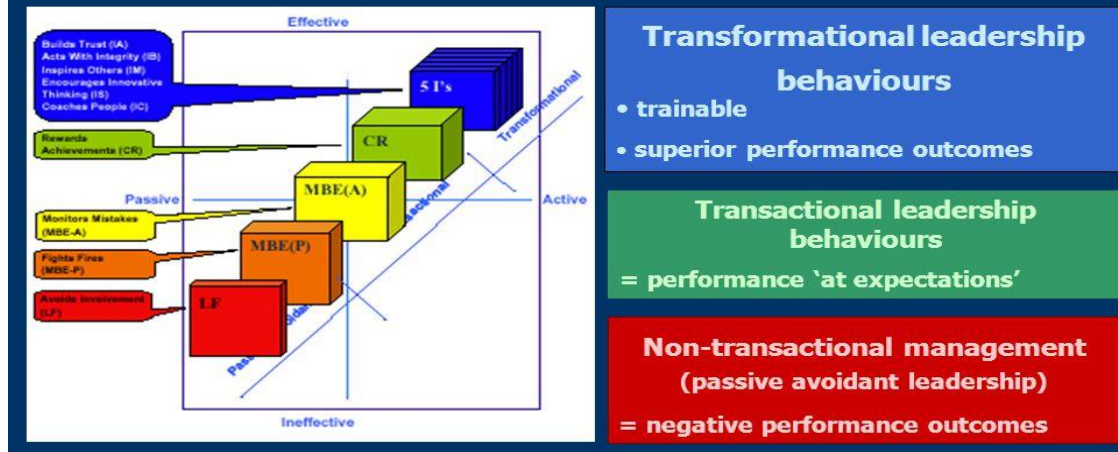 Effective
Builds Trust (IA)
Acts With Integrity (IB)
Inspires Others (IM)
Encourages Innovative
Thinking (IS)
Coaches People (IC)
5 I's
Transformational
Rewards
Achievements (CR)
CR
Passive
MBE(A)
Active
Monitors Mistakes
(MBE-A)
MBE(P)
Fights Fires
(MBE-P)
Avoids Involvement
(LF)
LF
Ineffective
Transformational leadership
behaviours
• trainable
• superior performance outcomes
Transactional leadership
behaviours
= performance ‘at expectations’
Non-transactional management
(passive avoidant leadership)
= negative performance outcomes